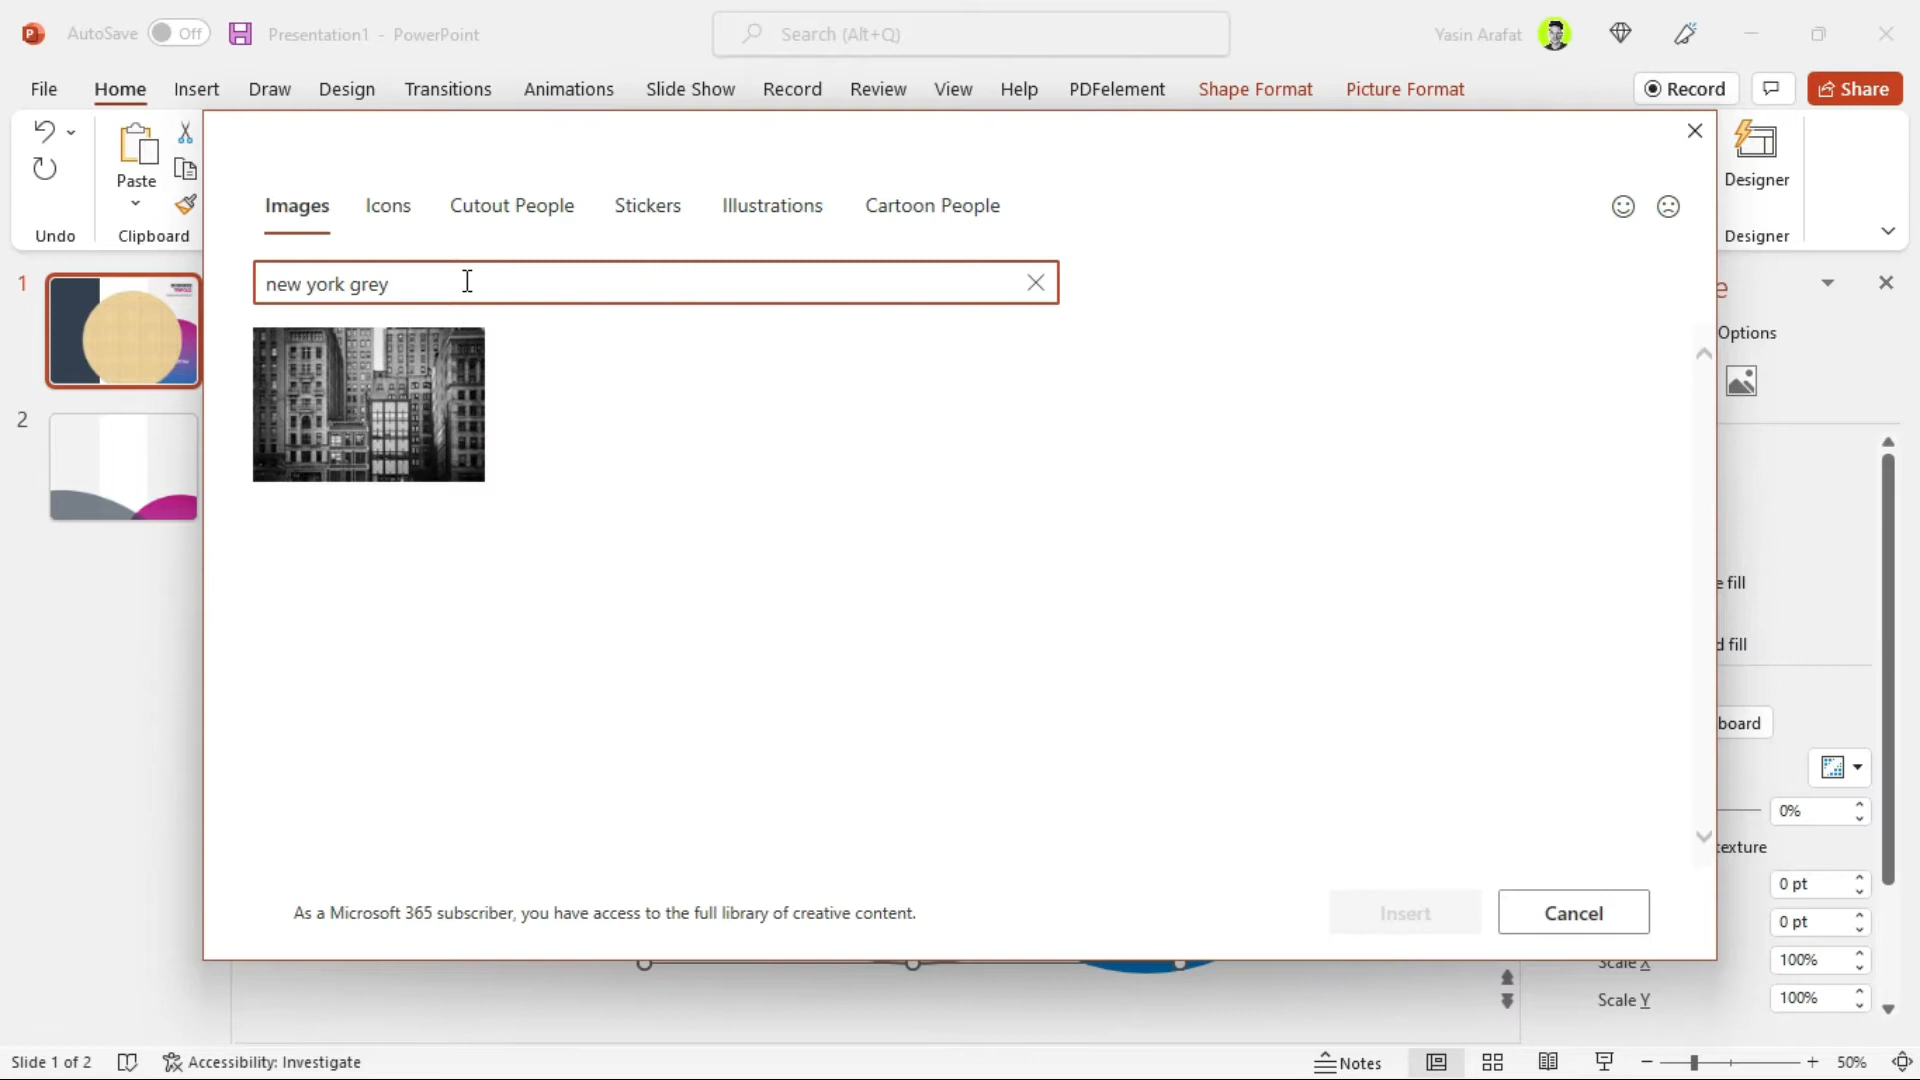 AutoSave Off Presentation1 - PowerPoint Search (Alt+Q) Yasin Arafat
File Home Insert Draw Design Transitions Animations Slide Show Record Review View Help PDFelement Shape Format Picture Format Record Share
Paste
Undo
Clipboard
Designer
Designer
Images Icons Cutout People Stickers Illustrations Cartoon People
new york grey
1
2
e
Options
e fill
d fill
board
0%
texture
0 pt
0 pt
100%
Scale X
100%
Scale Y
As a Microsoft 365 subscriber, you have access to the full library of creative content.
Insert Cancel
Slide 1 of 2 Accessibility: Investigate Notes 50%